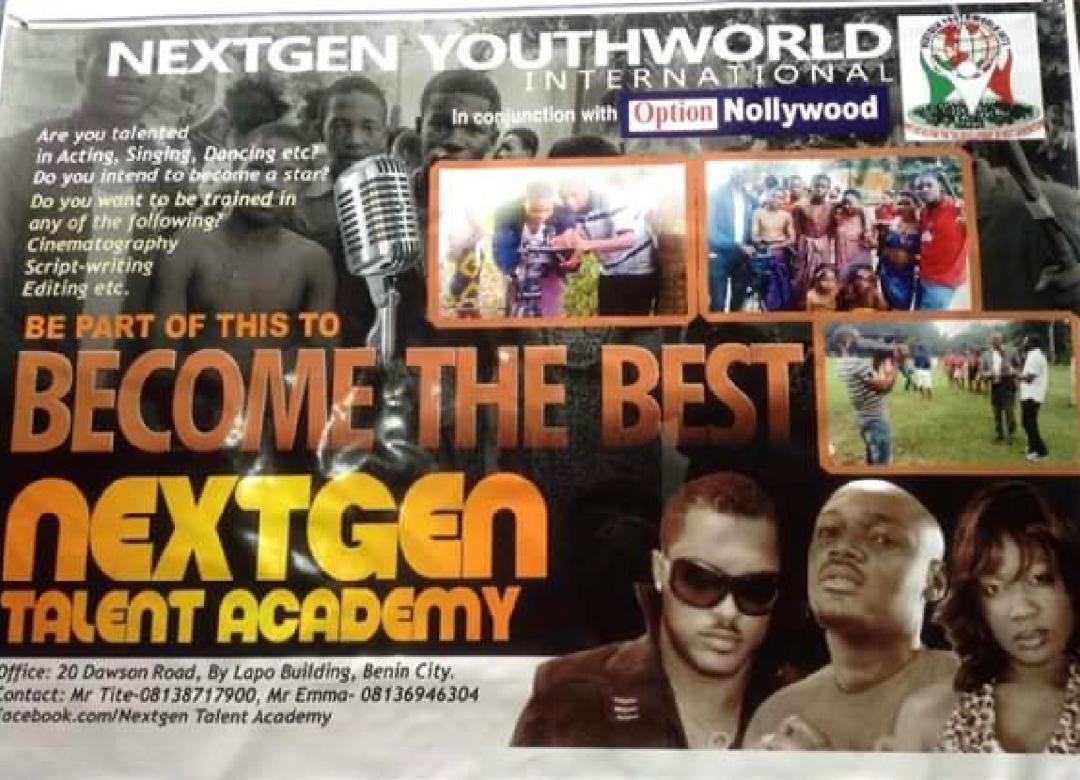 NEXTGEN YOUTHWORLD
INTERNATIONAL
In conjunction with Option Nollywood
Are you talented
in Acting, Singing, Dancing etc?
Do you intend to become a star?
Do you want to be trained in
any of the following?
Cinematography
Script-writing
Editing etc.
BE PART OF THIS TO
BECOME THE BEST
NEXTGEN
TALENT ACADEMY
Office: 20 Dawson Road, By Lapo Building, Benin City.
Contact: Mr Tite-08138717900, Mr Emma- 08136946304
facebook.com/Nextgen Talent Academy